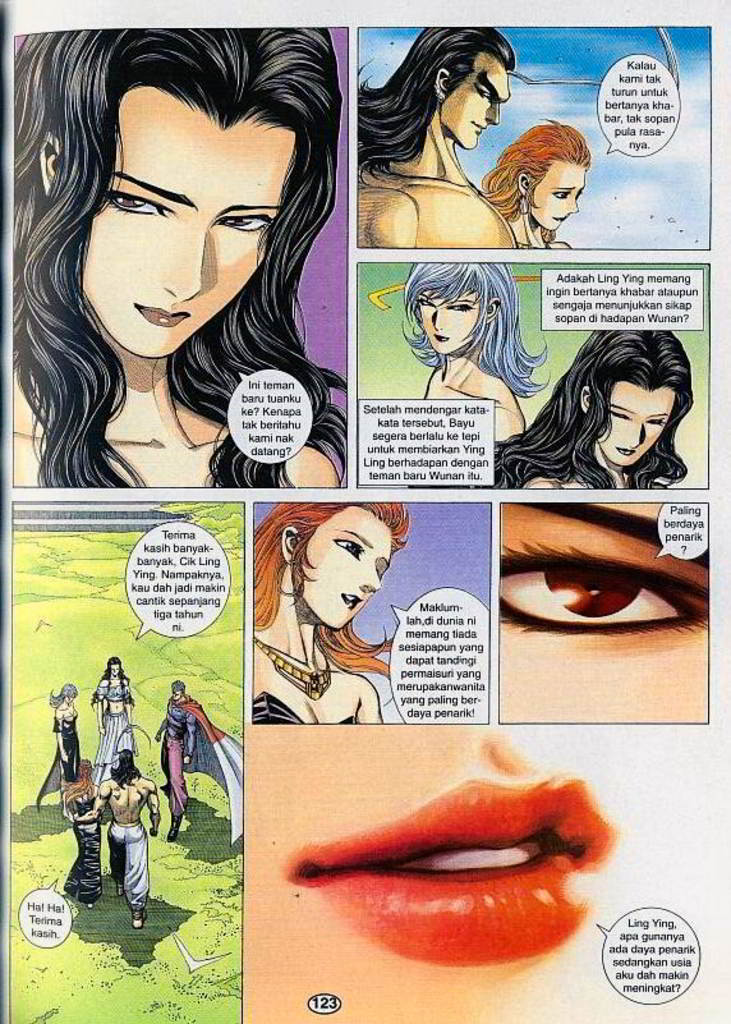 Ini teman
baru tuanku
ke? Kenapa
tak beritahu
kami nak
datang?
Kalau
kami tak
turun untuk
bertanya kha-
bar, tak sopan
pula rasa-
nya.
Adakah Ling Ying memang
ingin bertanya khabar ataupun
sengaja menunjukkan sikap
sopan di hadapan Wunan?
Setelah mendengar kata-
kata tersebut, Bayu
segera berlalu ke tepi
untuk membiarkan Ying
Ling berhadapan dengan
teman baru Wunan itu.
Terima
kasih banyak-
banyak, Cik Ling
Ying. Nampaknya,
kau dah jadi makin
cantik sepanjang
tiga tahun
ni.
Ha! Ha!
Terima
kasih.
Maklum-
lah,di dunia ni
memang tiada
sesiapapun yang
dapat tandingi
permaisuri yang
merupakanwanita
yang paling ber-
daya penarik!
Paling
berdaya
penarik
?
Ling Ying,
apa gunanya
ada daya penarik
sedangkan usia
aku dah makin
meningkat?
123